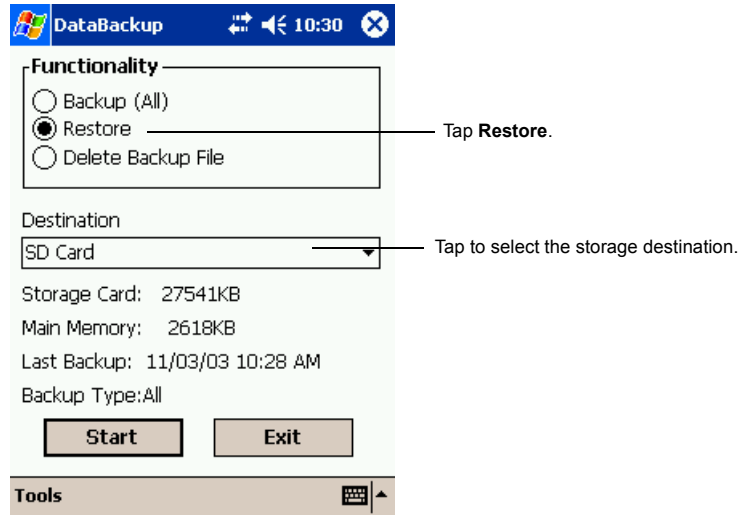 DataBackup 10:30
Functionality
Backup (All)
Restore
Tap Restore.
Delete Backup File
Destination
SD Card
Tap to select the storage destination.
Storage Card: 27541KB
Main Memory: 2618KB
Last Backup: 11/03/03 10:28 AM
Backup Type:All
Start Exit
Tools